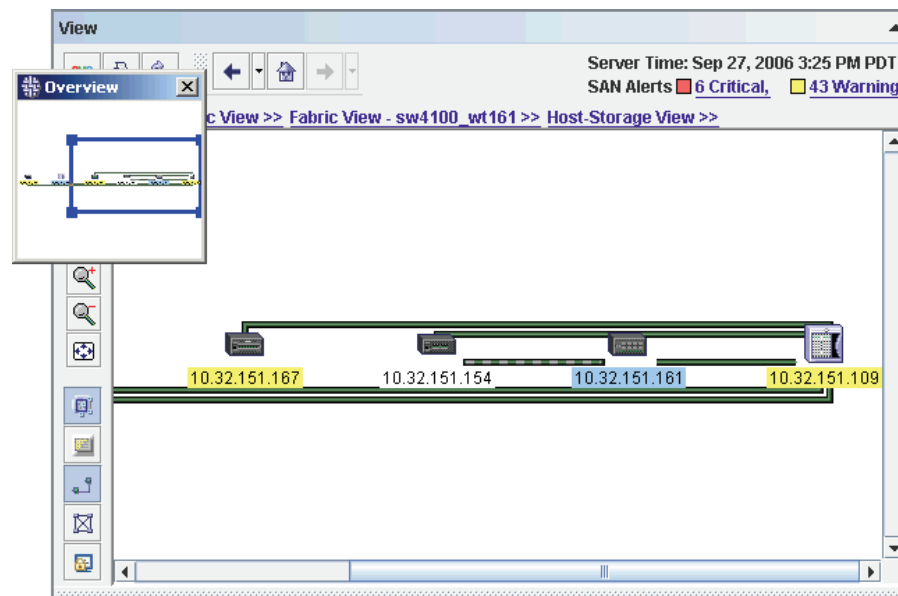 View
Server Time: Sep 27, 2006 3:25 PM PDT
SAN Alerts 6 Critical, 43 Warning
Overview
View >> Fabric View - sw4100_wt161 >> Host-Storage View >>
10.32.151.167 10.32.151.154 10.32.151.161 10.32.151.109